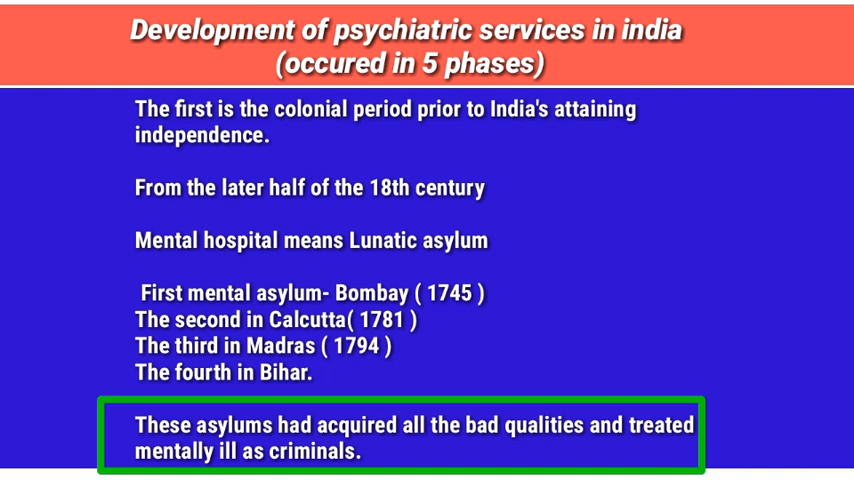 Development of psychiatric services in india
(occured in 5 phases)
The first is the colonial period prior to India's attaining
independence.
From the later half of the 18th century
Mental hospital means Lunatic asylum
First mental asylum- Bombay ( 1745 )
The second in Calcutta( 1781 )
The third in Madras ( 1794 )
The fourth in Bihar.
These asylums had acquired all the bad qualities and treated
mentally ill as criminals.